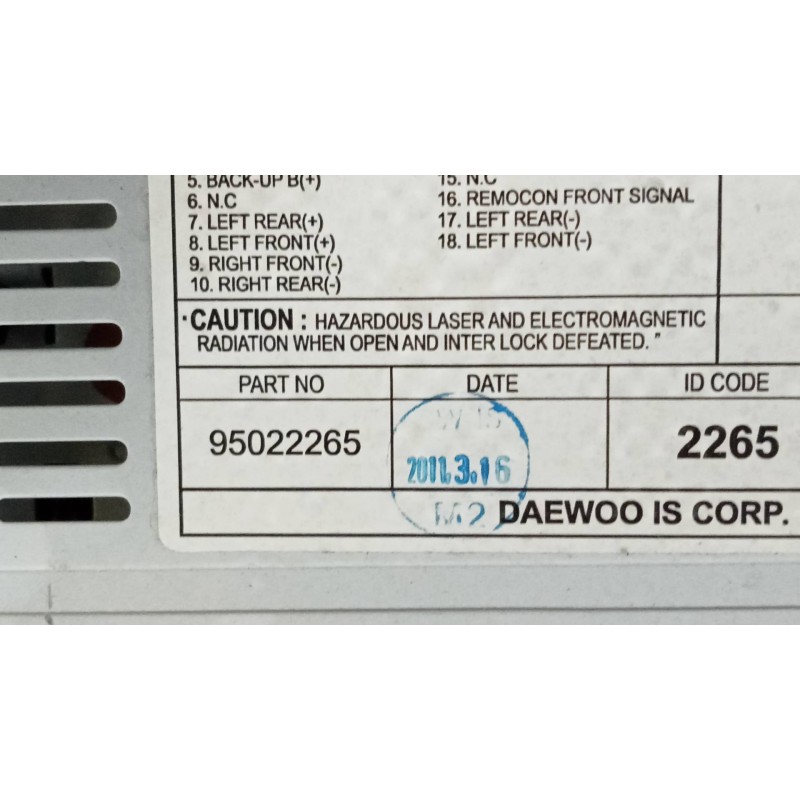 5. BACK-UP B(+)
6. N.C
7. LEFT REAR(+)
8. LEFT FRONT(+)
9. RIGHT FRONT(-)
10. RIGHT REAR(-)
15. N.C
16. REMOCON FRONT SIGNAL
17. LEFT REAR(-)
18. LEFT FRONT(-)
"CAUTION : HAZARDOUS LASER AND ELECTROMAGNETIC
RADIATION WHEN OPEN AND INTER LOCK DEFEATED. "
PART NO DATE ID CODE
95022265 2011.3.16 2265
W 15
M2
DAEWOO IS CORP.